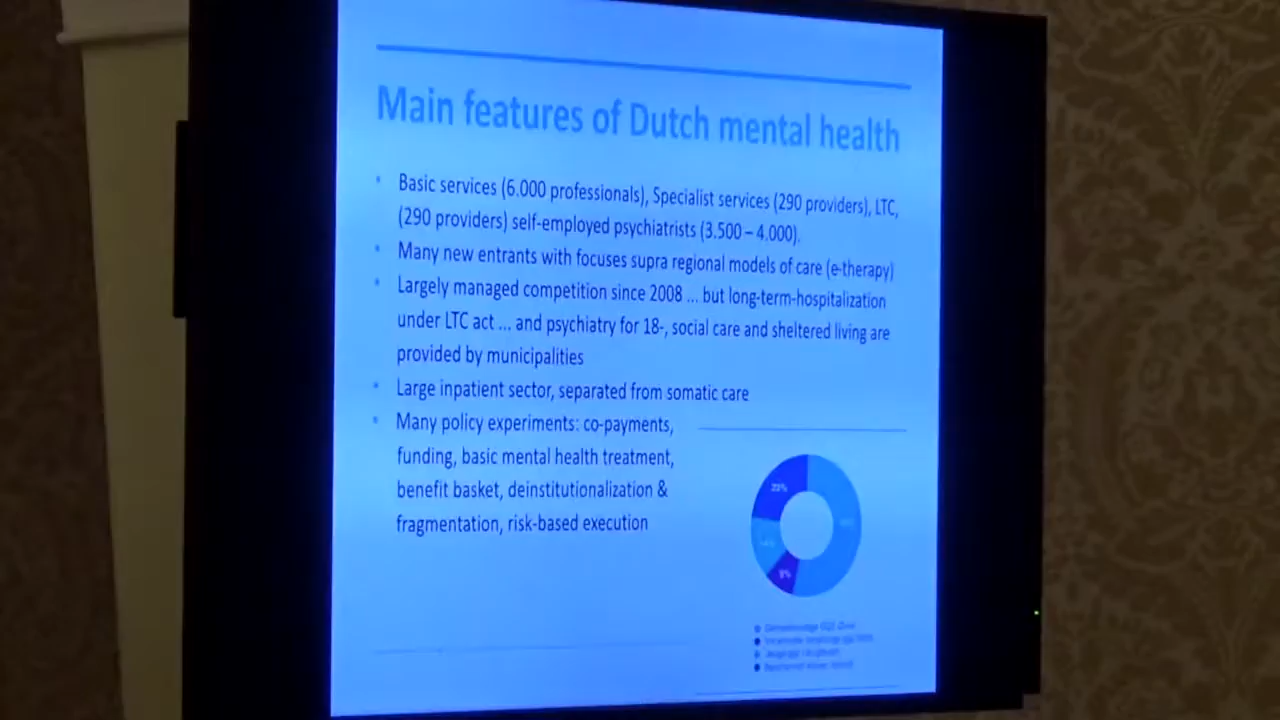 Main features of Dutch mental health
• Basic services (6.000 professionals), Specialist services (290 providers), LTC,
(290 providers) self-employed psychiatrists (3.500 – 4.000).
• Many new entrants with focuses supra regional models of care (e-therapy)
• Largely managed competition since 2008 ... but long-term-hospitalization
under LTC act ... and psychiatry for 18-, social care and sheltered living are
provided by municipalities
• Large inpatient sector, separated from somatic care
• Many policy experiments: co-payments,
funding, basic mental health treatment,
benefit basket, deinstitutionalization &
fragmentation, risk-based execution
9%